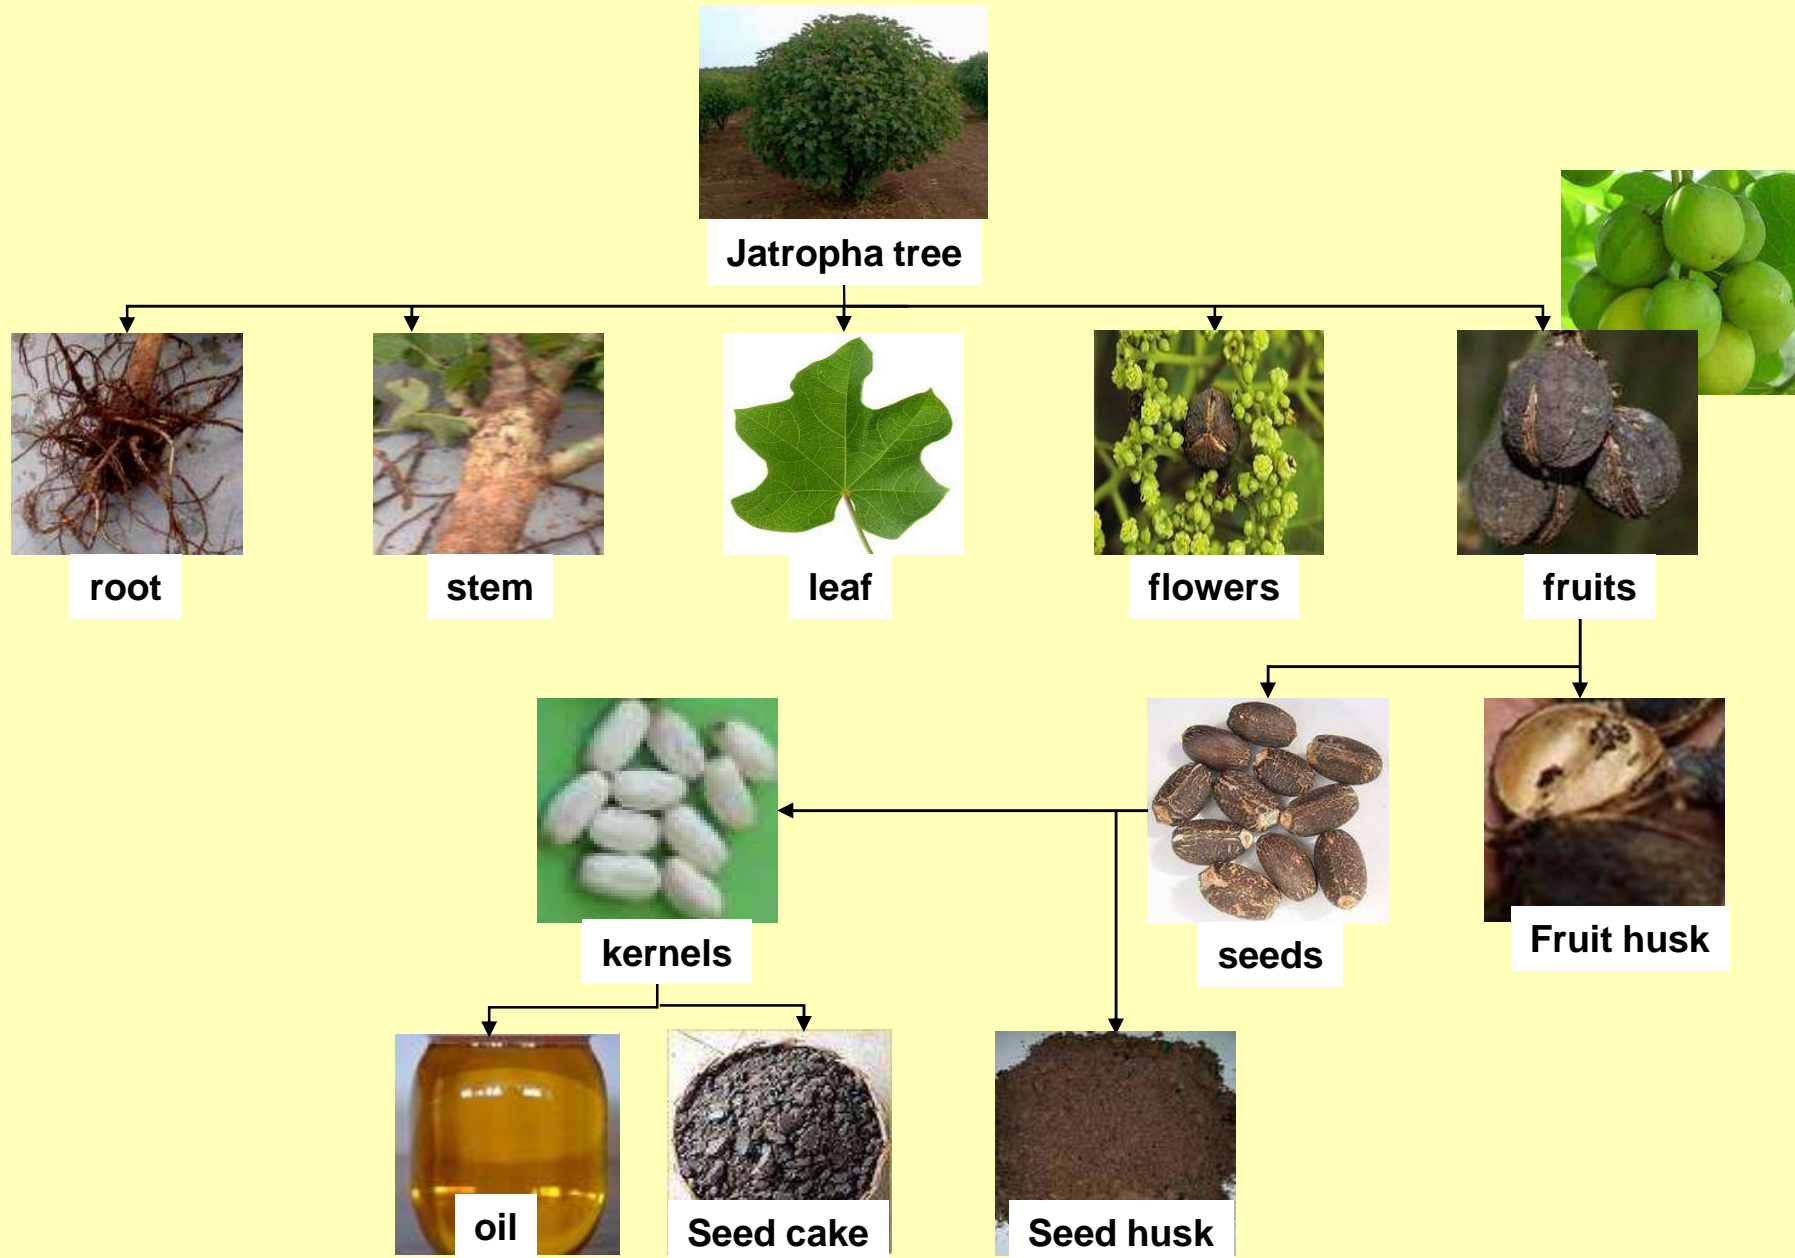 Jatropha tree
root
stem
leaf
flowers
fruits
kernels
seeds
Fruit husk
oil
Seed cake
Seed husk